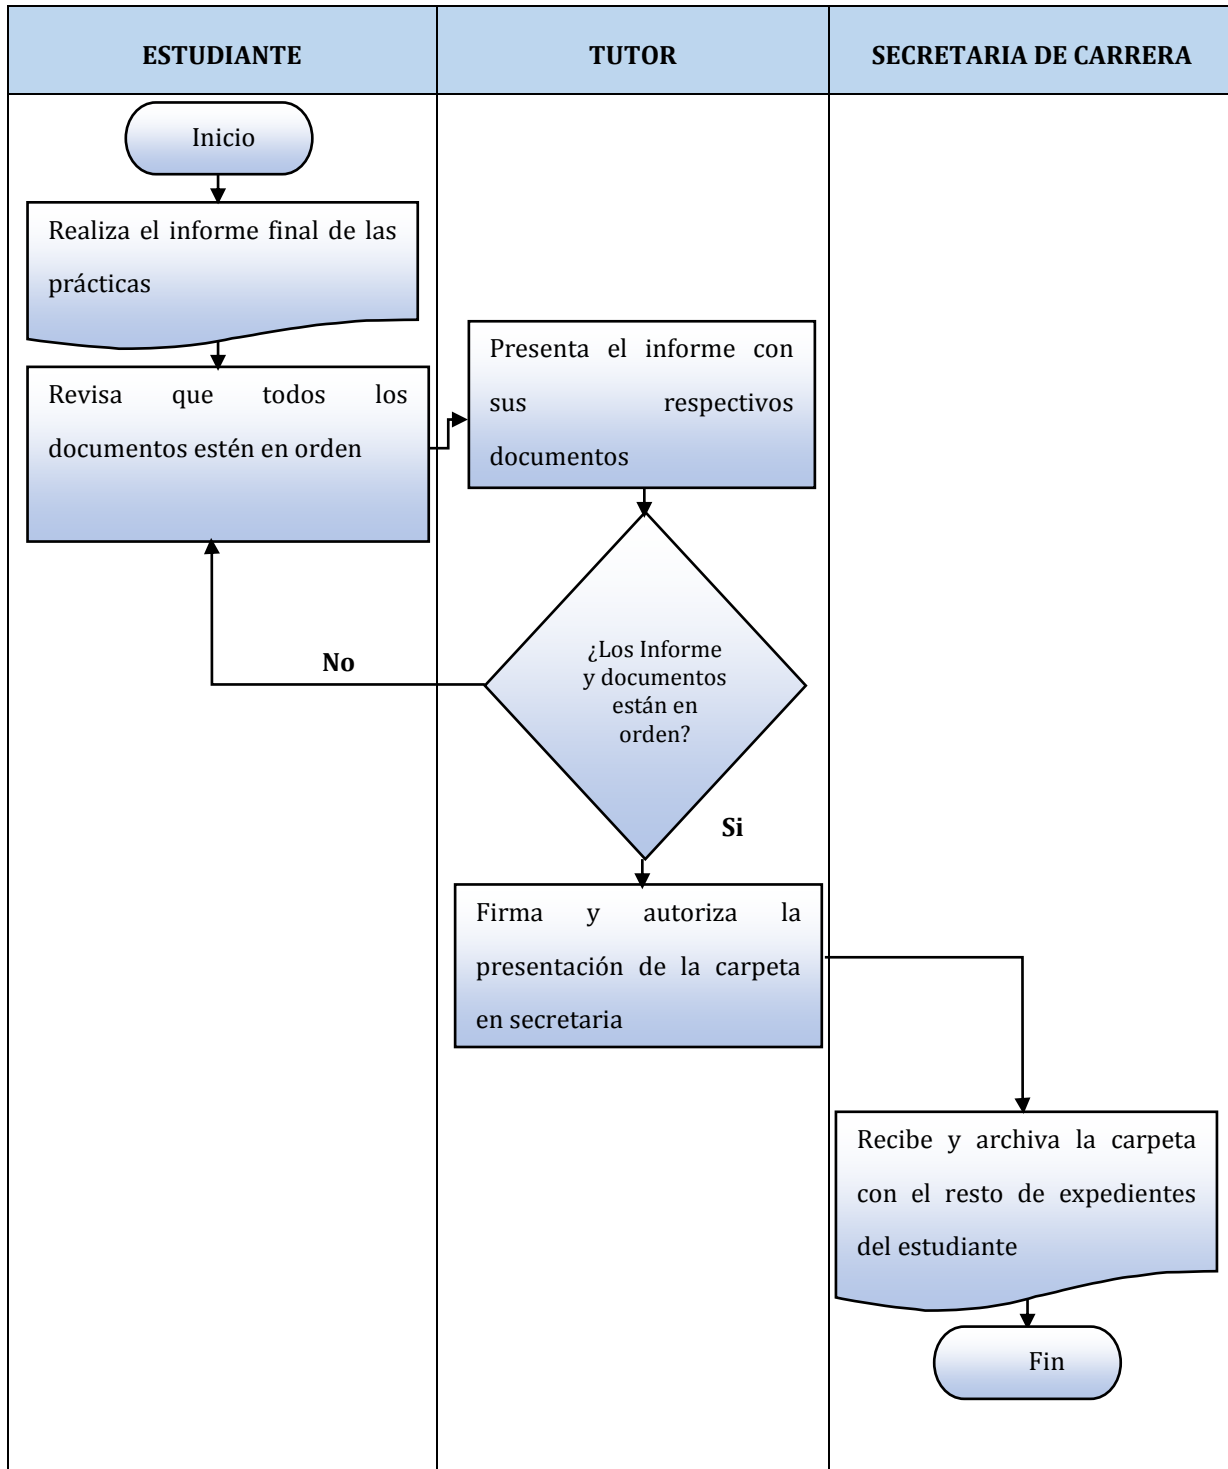 ESTUDIANTE
TUTOR
SECRETARIA DE CARRERA
Inicio
Realiza el informe final de las
prácticas
Revisa que todos los
documentos estén en orden
Presenta el informe con
sus respectivos
documentos
¿Los Informe
y documentos
están en
orden?
No
Si
Firma y autoriza la
presentación de la carpeta
en secretaria
Recibe y archiva la carpeta
con el resto de expedientes
del estudiante
Fin